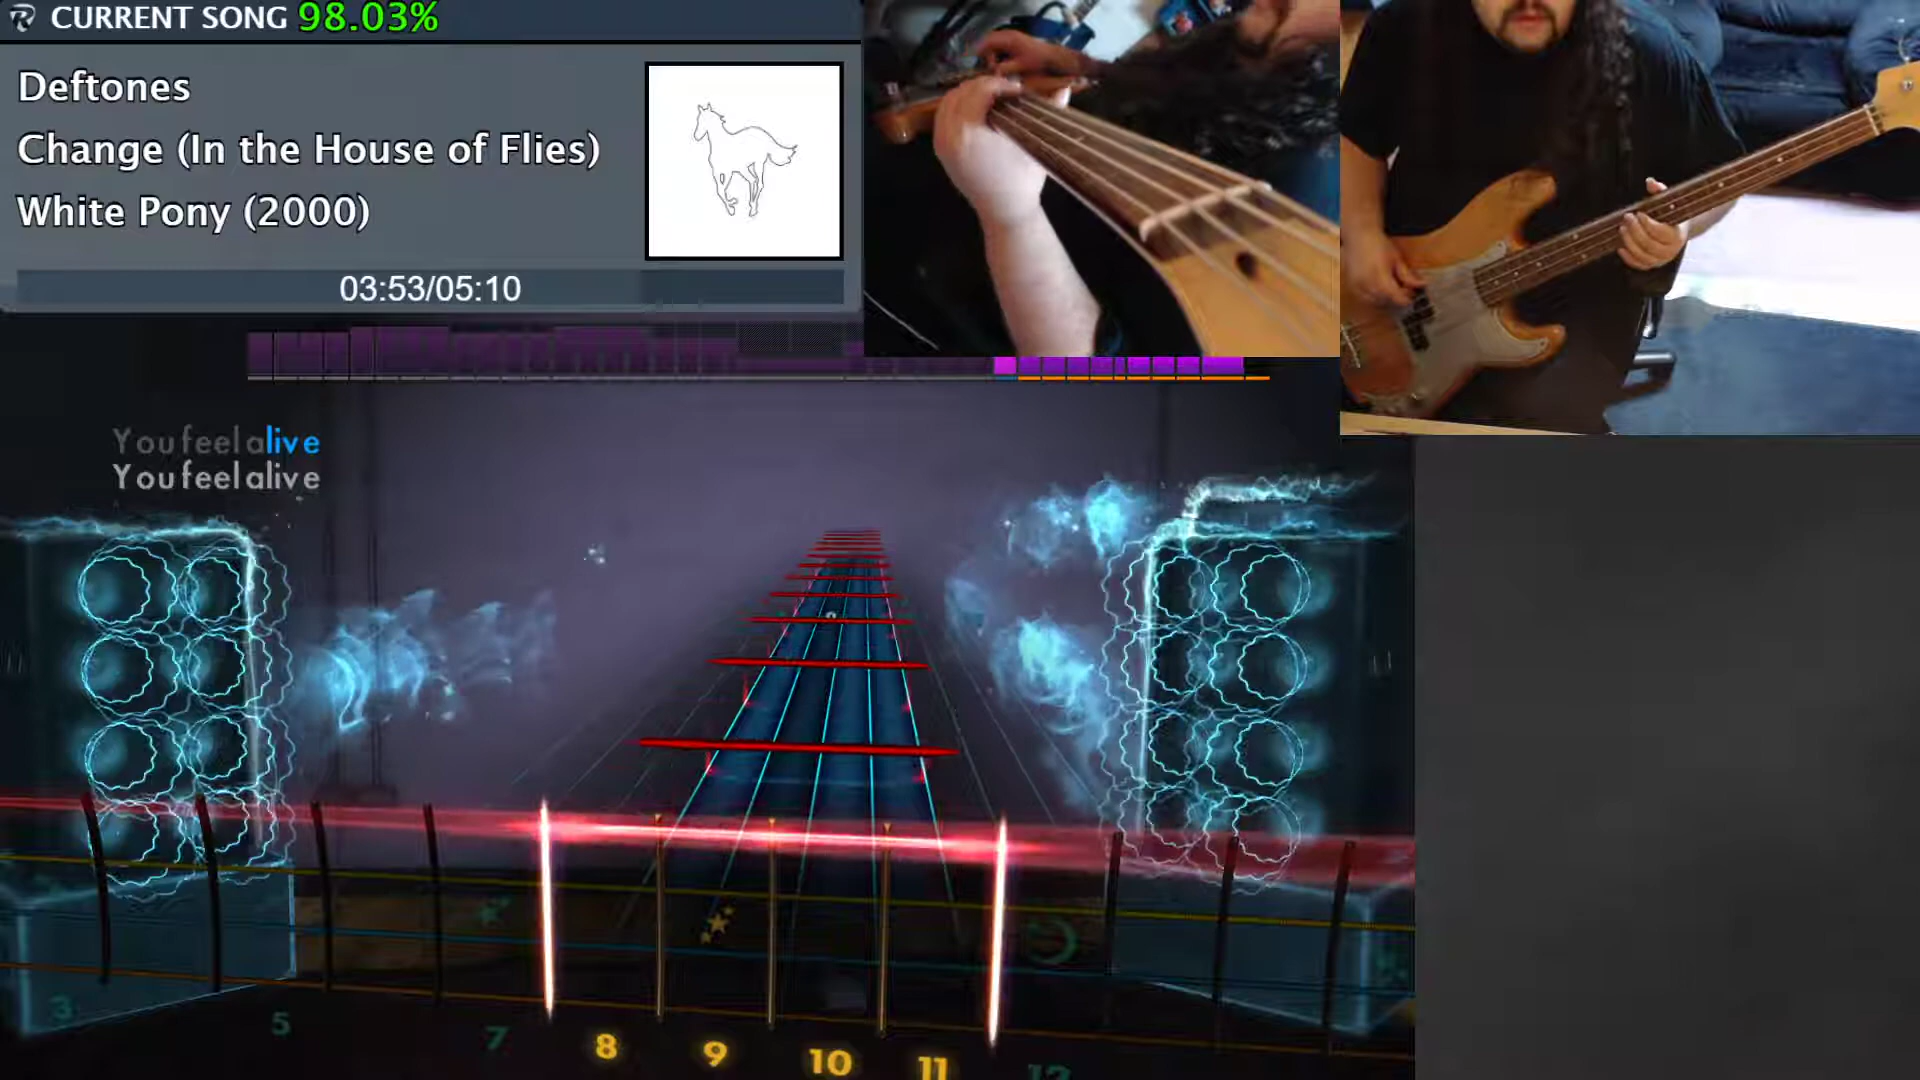 CURRENT SONG 98.03%
Deftones
Change (In the House of Flies)
White Pony (2000)
03:53/05:10
You feel alive
You feel alive
3 5 7 8 9 10 11 12